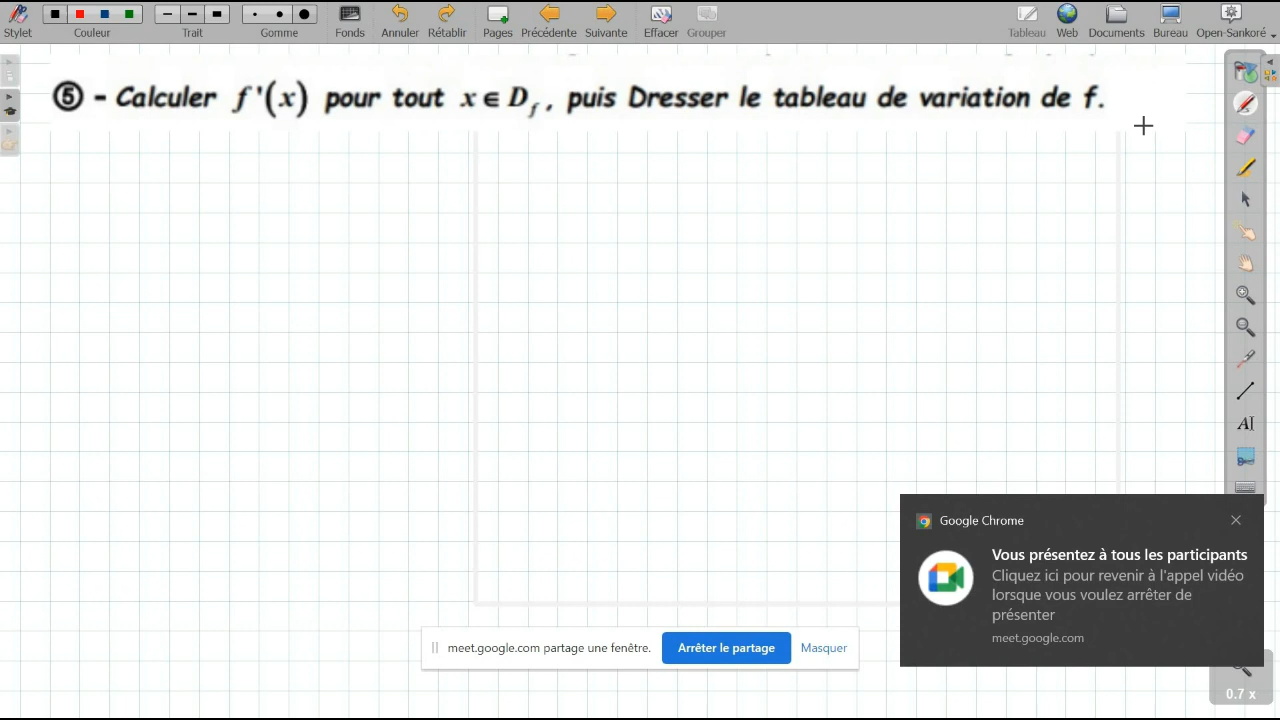 Stylet Couleur Trait Gomme Fonds Annuler Rétablir Pages Précédente Suivante Effacer Grouper Tableau Web Documents Bureau Open-Sankoré
⑤ - Calculer f'(x) pour tout x ∈ D_f, puis Dresser le tableau de variation de f.
AI
Google Chrome
Vous présentez à tous les participants
Cliquez ici pour revenir à l'appel vidéo
lorsque vous voulez arrêter de
présenter
meet.google.com
meet.google.com partage une fenêtre. Arrêter le partage Masquer
0.7 x